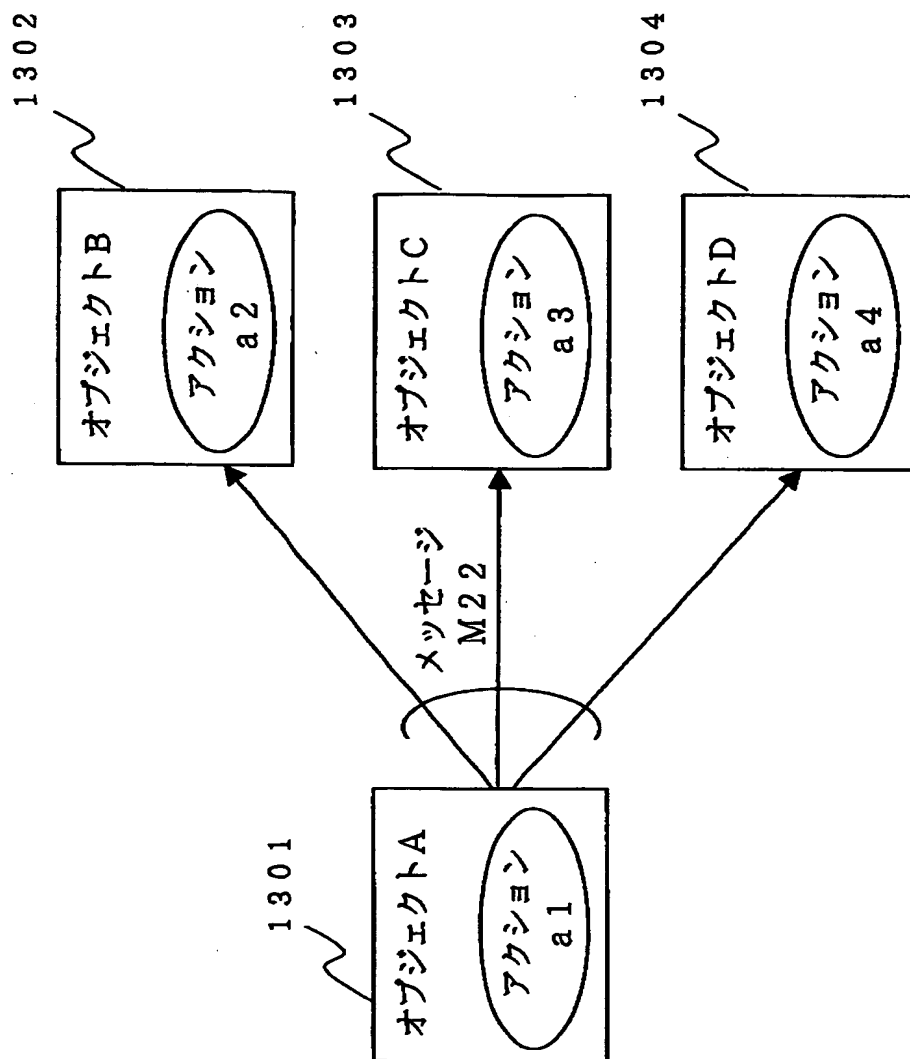 1301
オブジェクトA
アクション
a1
メッセージ
M22
1302
オブジェクトB
アクション
a2
1303
オブジェクトC
アクション
a3
1304
オブジェクトD
アクション
a4